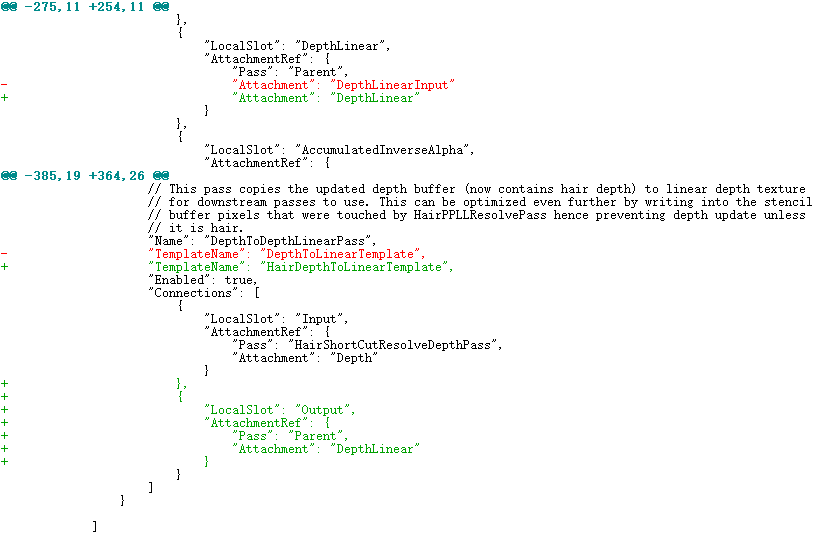 @@ -275,11 +254,11 @@
},
{
"LocalSlot": "DepthLinear",
"AttachmentRef": {
"Pass": "Parent",
- "Attachment": "DepthLinearInput"
+ "Attachment": "DepthLinear"
}
},
{
"LocalSlot": "AccumulatedInverseAlpha",
"AttachmentRef": {
@@ -385,19 +364,26 @@
// This pass copies the updated depth buffer (now contains hair depth) to linear depth texture
// for downstream passes to use. This can be optimized even further by writing into the stencil
// buffer pixels that were touched by HairPPLLResolvePass hence preventing depth update unless
// it is hair.
"Name": "DepthToDepthLinearPass",
- "TemplateName": "DepthToLinearTemplate",
+ "TemplateName": "HairDepthToLinearTemplate",
"Enabled": true,
"Connections": [
{
"LocalSlot": "Input",
"AttachmentRef": {
"Pass": "HairShortCutResolveDepthPass",
"Attachment": "Depth"
}
+ },
+ {
+ "LocalSlot": "Output",
+ "AttachmentRef": {
+ "Pass": "Parent",
+ "Attachment": "DepthLinear"
+ }
}
]
}
]